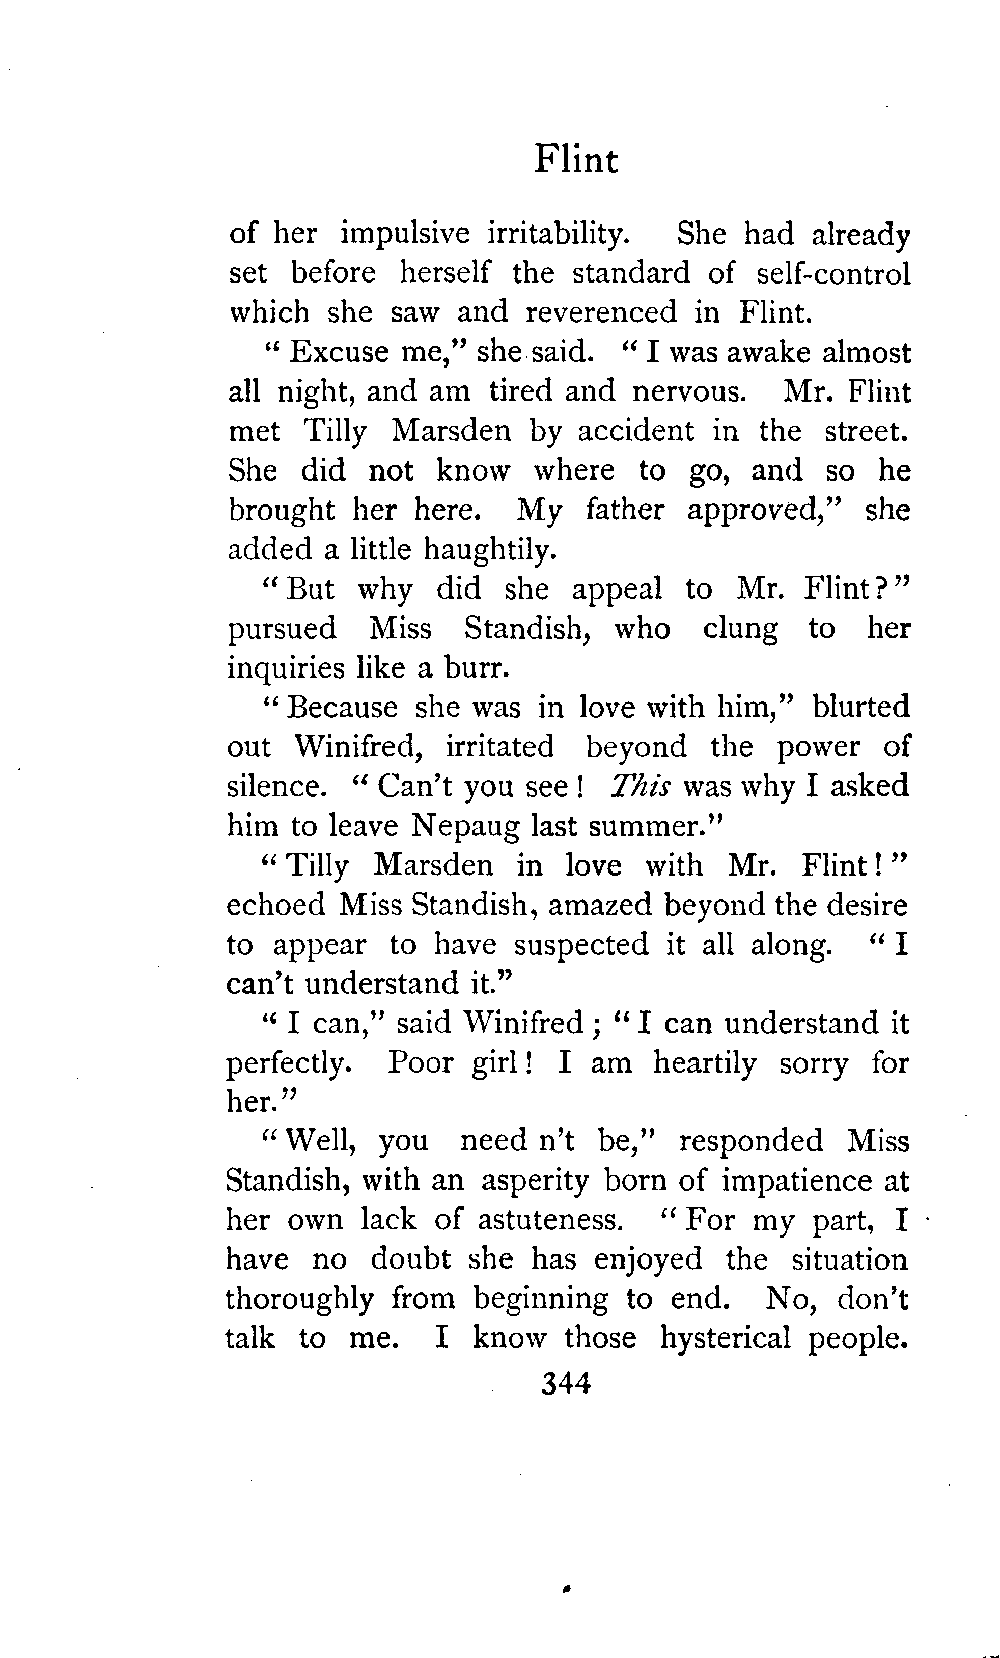 Flint
of her impulsive irritability. She had already
set before herself the standard of self-control
which she saw and reverenced in Flint.
" Excuse me," she said. " I was awake almost
all night, and am tired and nervous. Mr. Flint
met Tilly Marsden by accident in the street.
She did not know where to go, and so he
brought her here. My father approved," she
added a little haughtily.
" But why did she appeal to Mr. Flint? "
pursued Miss Standish, who clung to her
inquiries like a burr.
" Because she was in love with him," blurted
out Winifred, irritated beyond the power of
silence. " Can't you see ! This was why I asked
him to leave Nepaug last summer."
" Tilly Marsden in love with Mr. Flint ! "
echoed Miss Standish, amazed beyond the desire
to appear to have suspected it all along. " I
can't understand it."
" I can," said Winifred ; " I can understand it
perfectly. Poor girl ! I am heartily sorry for
her."
" Well, you need n't be," responded Miss
Standish, with an asperity born of impatience at
her own lack of astuteness. " For my part, I
have no doubt she has enjoyed the situation
thoroughly from beginning to end. No, don't
talk to me. I know those hysterical people.
344